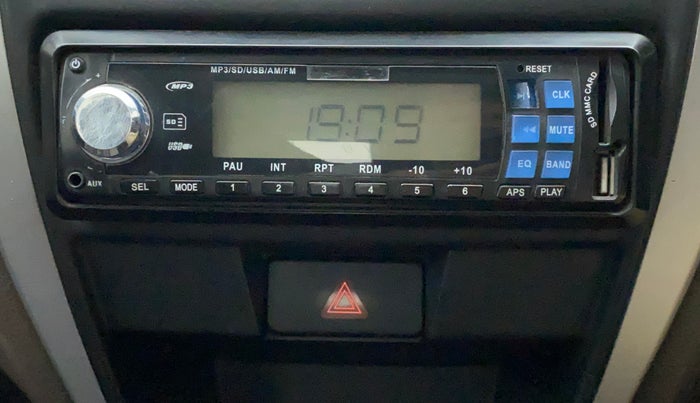 MP3/SD/USB/AM/FM
RESET
MP3
SD
USB
19:09
CLK
MUTE
EQ
BAND
SD MMC CARD
PAU INT RPT RDM -10 +10
AUX
SEL MODE 1 2 3 4 5 6 APS PLAY